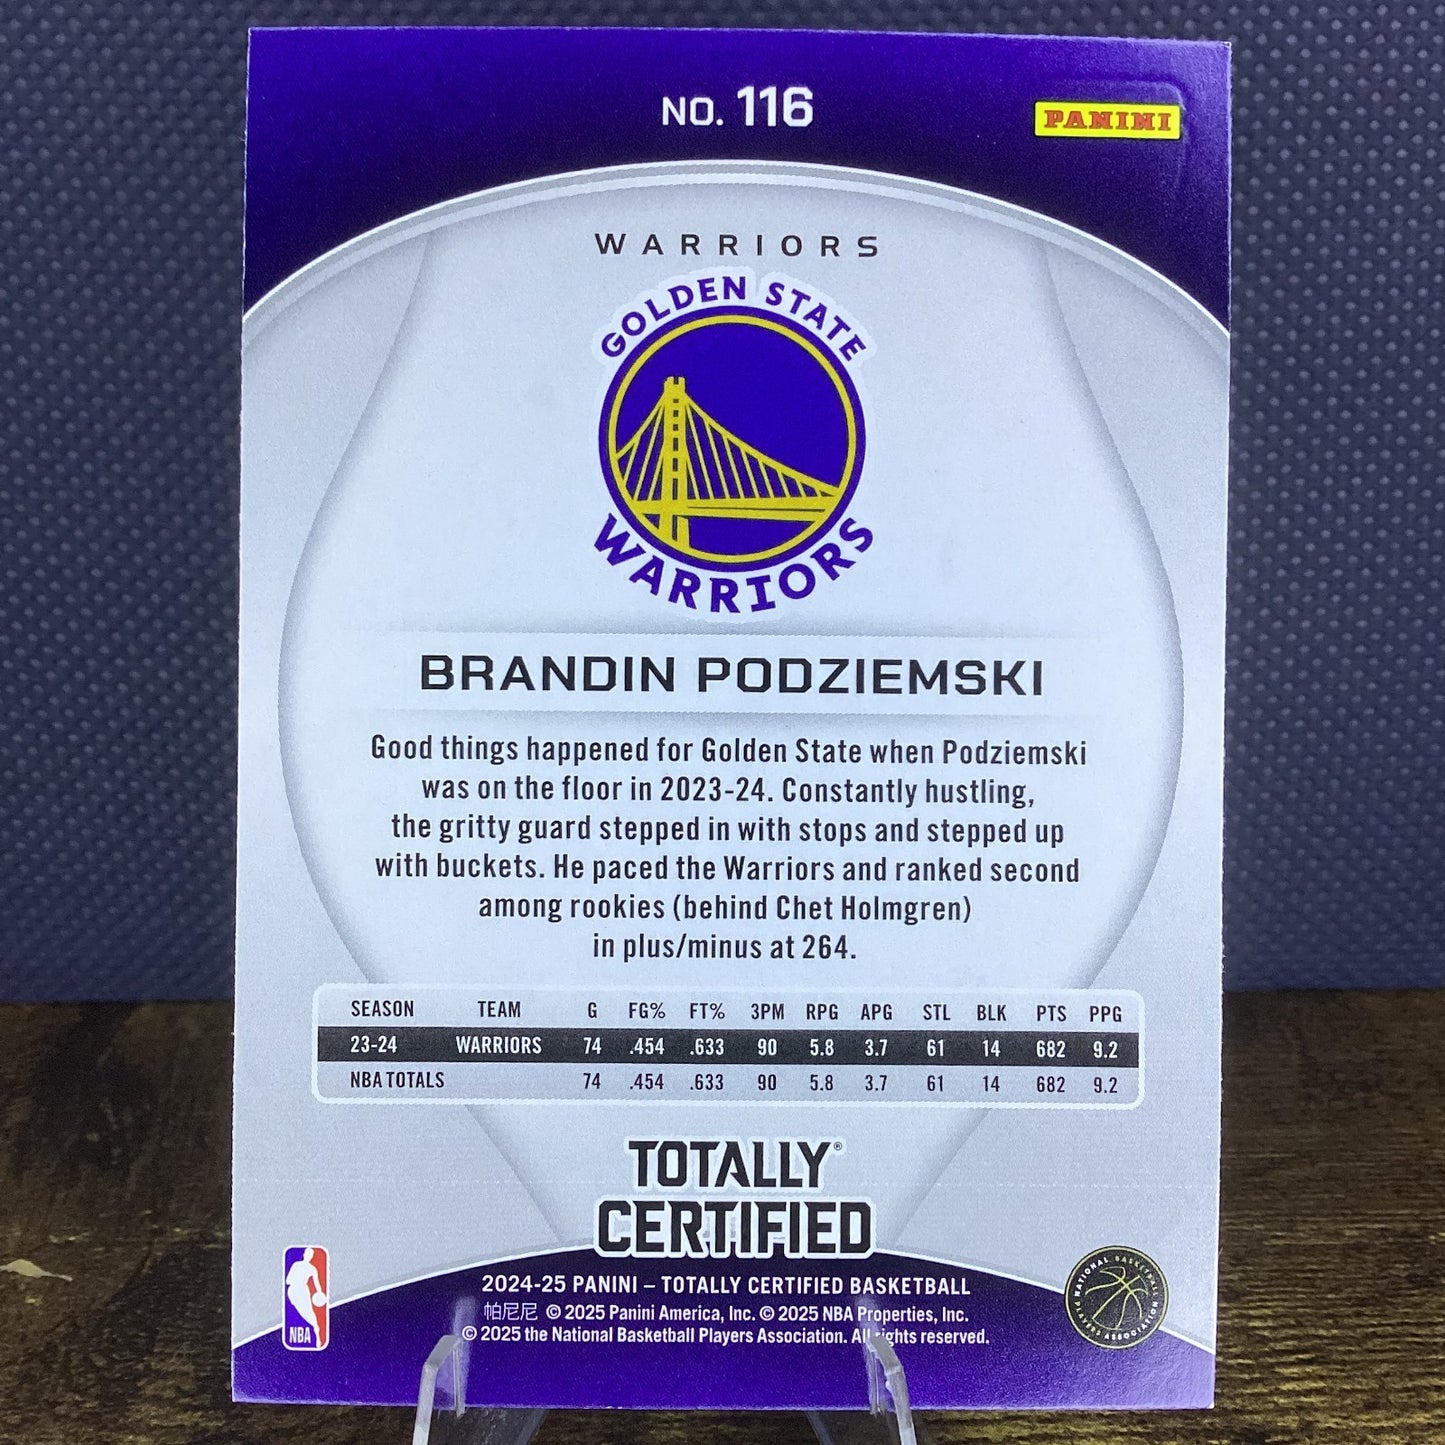 NO. 116
PANINI
WARRIORS
GOLDEN STATE
WARRIORS
BRANDIN PODZIEMSKI
Good things happened for Golden State when Podziemski
was on the floor in 2023-24. Constantly hustling,
the gritty guard stepped in with stops and stepped up
with buckets. He paced the Warriors and ranked second
among rookies (behind Chet Holmgren)
in plus/minus at 264.
SEASON TEAM G FG% FT% 3PM RPG APG STL BLK PTS PPG
23-24 WARRIORS 74 .454 .633 90 5.8 3.7 61 14 682 9.2
NBA TOTALS 74 .454 .633 90 5.8 3.7 61 14 682 9.2
TOTALLY®
CERTIFIED
2024-25 PANINI – TOTALLY CERTIFIED BASKETBALL
帕尼尼 © 2025 Panini America, Inc. © 2025 NBA Properties, Inc.
© 2025 the National Basketball Players Association. All rights reserved.
NBA
NATIONAL BASKETBALL
PLAYERS ASSOCIATION